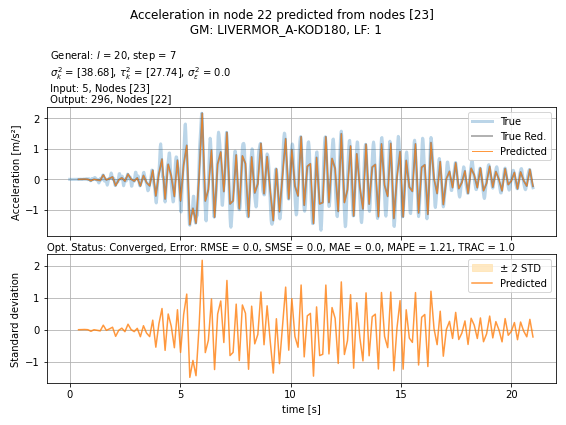 Acceleration in node 22 predicted from nodes [23]
GM: LIVERMOR_A-KOD180, LF: 1
General: l = 20, step = 7
σ²ₖ = [38.68], τ²ₖ = [27.74], σ²ε = 0.0
Input: 5, Nodes [23]
Output: 296, Nodes [22]
True
True Red.
Predicted
2
1
0
−1
Acceleration [m/s²]
Opt. Status: Converged, Error: RMSE = 0.0, SMSE = 0.0, MAE = 0.0, MAPE = 1.21, TRAC = 1.0
± 2 STD
Predicted
2
1
0
−1
Standard deviation
0 5 10 15 20
time [s]